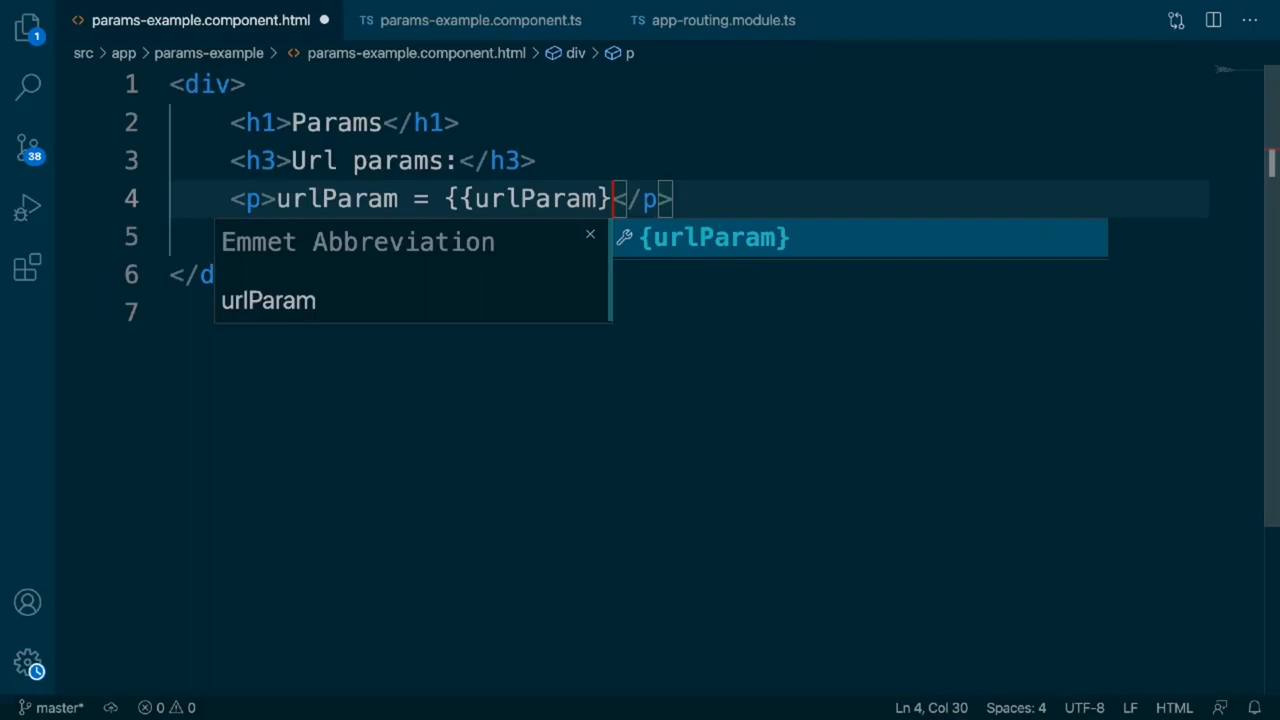 params-example.component.html
TS params-example.component.ts
TS app-routing.module.ts
1
src > app > params-example > params-example.component.html > div > p
1 <div>
2 <h1>Params</h1>
3 <h3>Url params:</h3>
38
4 <p>urlParam = {{urlParam}</p>
5
Emmet Abbreviation
{urlParam}
6 </d
urlParam
7
master*
0
0
Ln 4, Col 30
Spaces: 4
UTF-8
LF
HTML